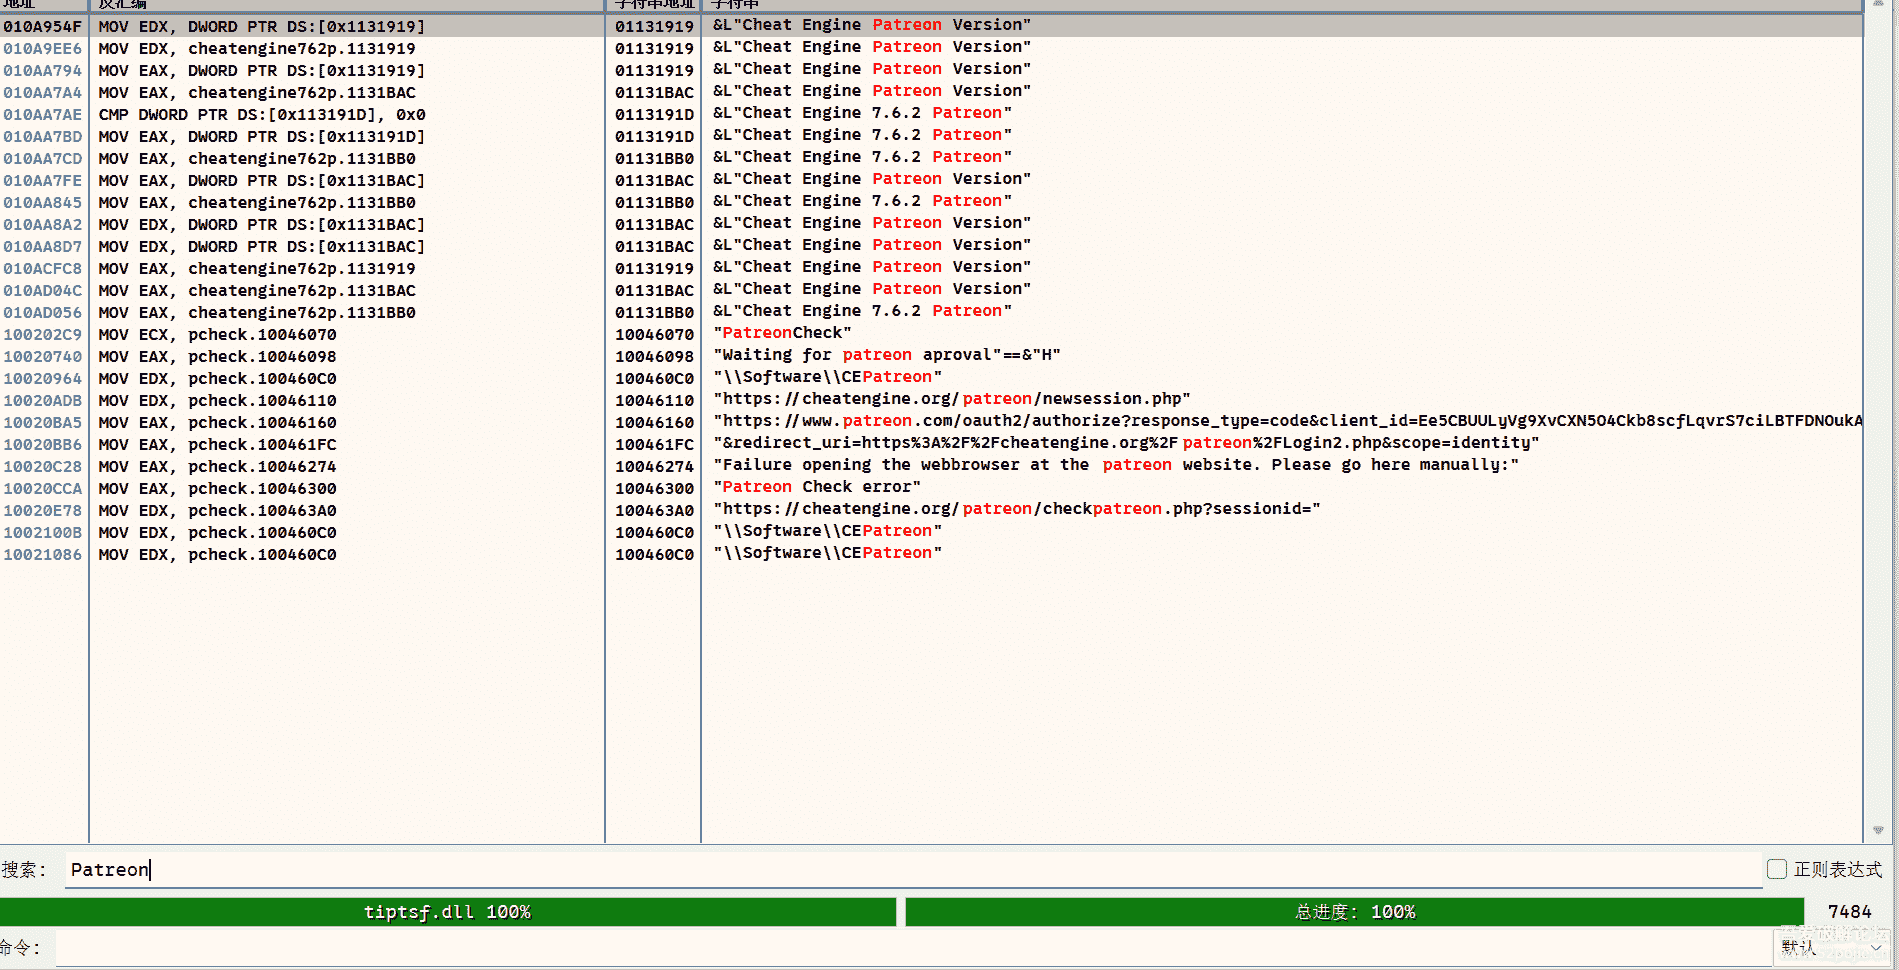 地址 反汇编 字符串地址 字符串
010A954F MOV EDX, DWORD PTR DS:[0x1131919] 01131919 &L"Cheat Engine Patreon Version"
010A9EE6 MOV EDX, cheatengine762p.1131919 01131919 &L"Cheat Engine Patreon Version"
010AA794 MOV EAX, DWORD PTR DS:[0x1131919] 01131919 &L"Cheat Engine Patreon Version"
010AA7A4 MOV EAX, cheatengine762p.1131BAC 01131BAC &L"Cheat Engine Patreon Version"
010AA7AE CMP DWORD PTR DS:[0x113191D], 0x0 0113191D &L"Cheat Engine 7.6.2 Patreon"
010AA7BD MOV EAX, DWORD PTR DS:[0x113191D] 0113191D &L"Cheat Engine 7.6.2 Patreon"
010AA7CD MOV EAX, cheatengine762p.1131BB0 01131BB0 &L"Cheat Engine 7.6.2 Patreon"
010AA7FE MOV EAX, DWORD PTR DS:[0x1131BAC] 01131BAC &L"Cheat Engine Patreon Version"
010AA845 MOV EAX, cheatengine762p.1131BB0 01131BB0 &L"Cheat Engine 7.6.2 Patreon"
010AA8A2 MOV EDX, DWORD PTR DS:[0x1131BAC] 01131BAC &L"Cheat Engine Patreon Version"
010AA8D7 MOV EDX, DWORD PTR DS:[0x1131BAC] 01131BAC &L"Cheat Engine Patreon Version"
010ACFC8 MOV EAX, cheatengine762p.1131919 01131919 &L"Cheat Engine Patreon Version"
010AD04C MOV EAX, cheatengine762p.1131BAC 01131BAC &L"Cheat Engine Patreon Version"
010AD056 MOV EAX, cheatengine762p.1131BB0 01131BB0 &L"Cheat Engine 7.6.2 Patreon"
100202C9 MOV ECX, pcheck.10046070 10046070 "PatreonCheck"
10020740 MOV EAX, pcheck.10046098 10046098 "Waiting for patreon aproval"==&"H"
10020964 MOV EDX, pcheck.100460C0 100460C0 "\\Software\\CEPatreon"
10020ADB MOV EDX, pcheck.10046110 10046110 "https://cheatengine.org/patreon/newsession.php"
10020BA5 MOV EDX, pcheck.10046160 10046160 "https://www.patreon.com/oauth2/authorize?response_type=code&client_id=Ee5CBUULyVg9XvCXN5O4Ckb8scfLqvrS7ciLBTFDNOukA
10020BB6 MOV EAX, pcheck.100461FC 100461FC "&redirect_uri=https%3A%2F%2Fcheatengine.org%2Fpatreon%2FLogin2.php&scope=identity"
10020C28 MOV EAX, pcheck.10046274 10046274 "Failure opening the webbrowser at the patreon website. Please go here manually:"
10020CCA MOV EAX, pcheck.10046300 10046300 "Patreon Check error"
10020E78 MOV EDX, pcheck.100463A0 100463A0 "https://cheatengine.org/patreon/checkpatreon.php?sessionid="
1002100B MOV EDX, pcheck.100460C0 100460C0 "\\Software\\CEPatreon"
10021086 MOV EDX, pcheck.100460C0 100460C0 "\\Software\\CEPatreon"
搜索: Patreon 正则表达式
tiptsf.dll 100% 总进度: 100% 7484
命令: 默认